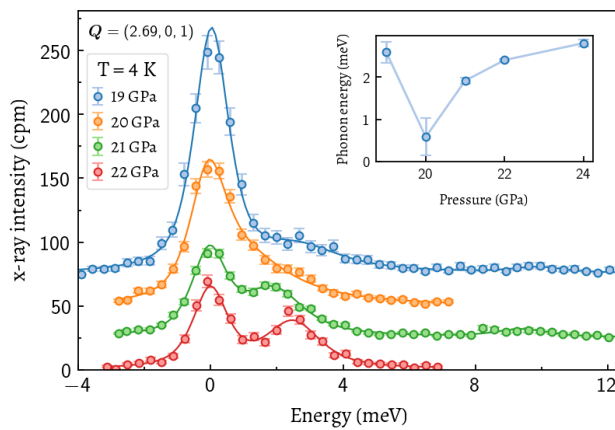 Q = (2.69, 0, 1)
T = 4 K
19 GPa
20 GPa
21 GPa
22 GPa
x-ray intensity (cpm)
250
200
150
100
50
0
−4
0
4
8
12
Energy (meV)
Phonon energy (meV)
2
0
20
22
24
Pressure (GPa)